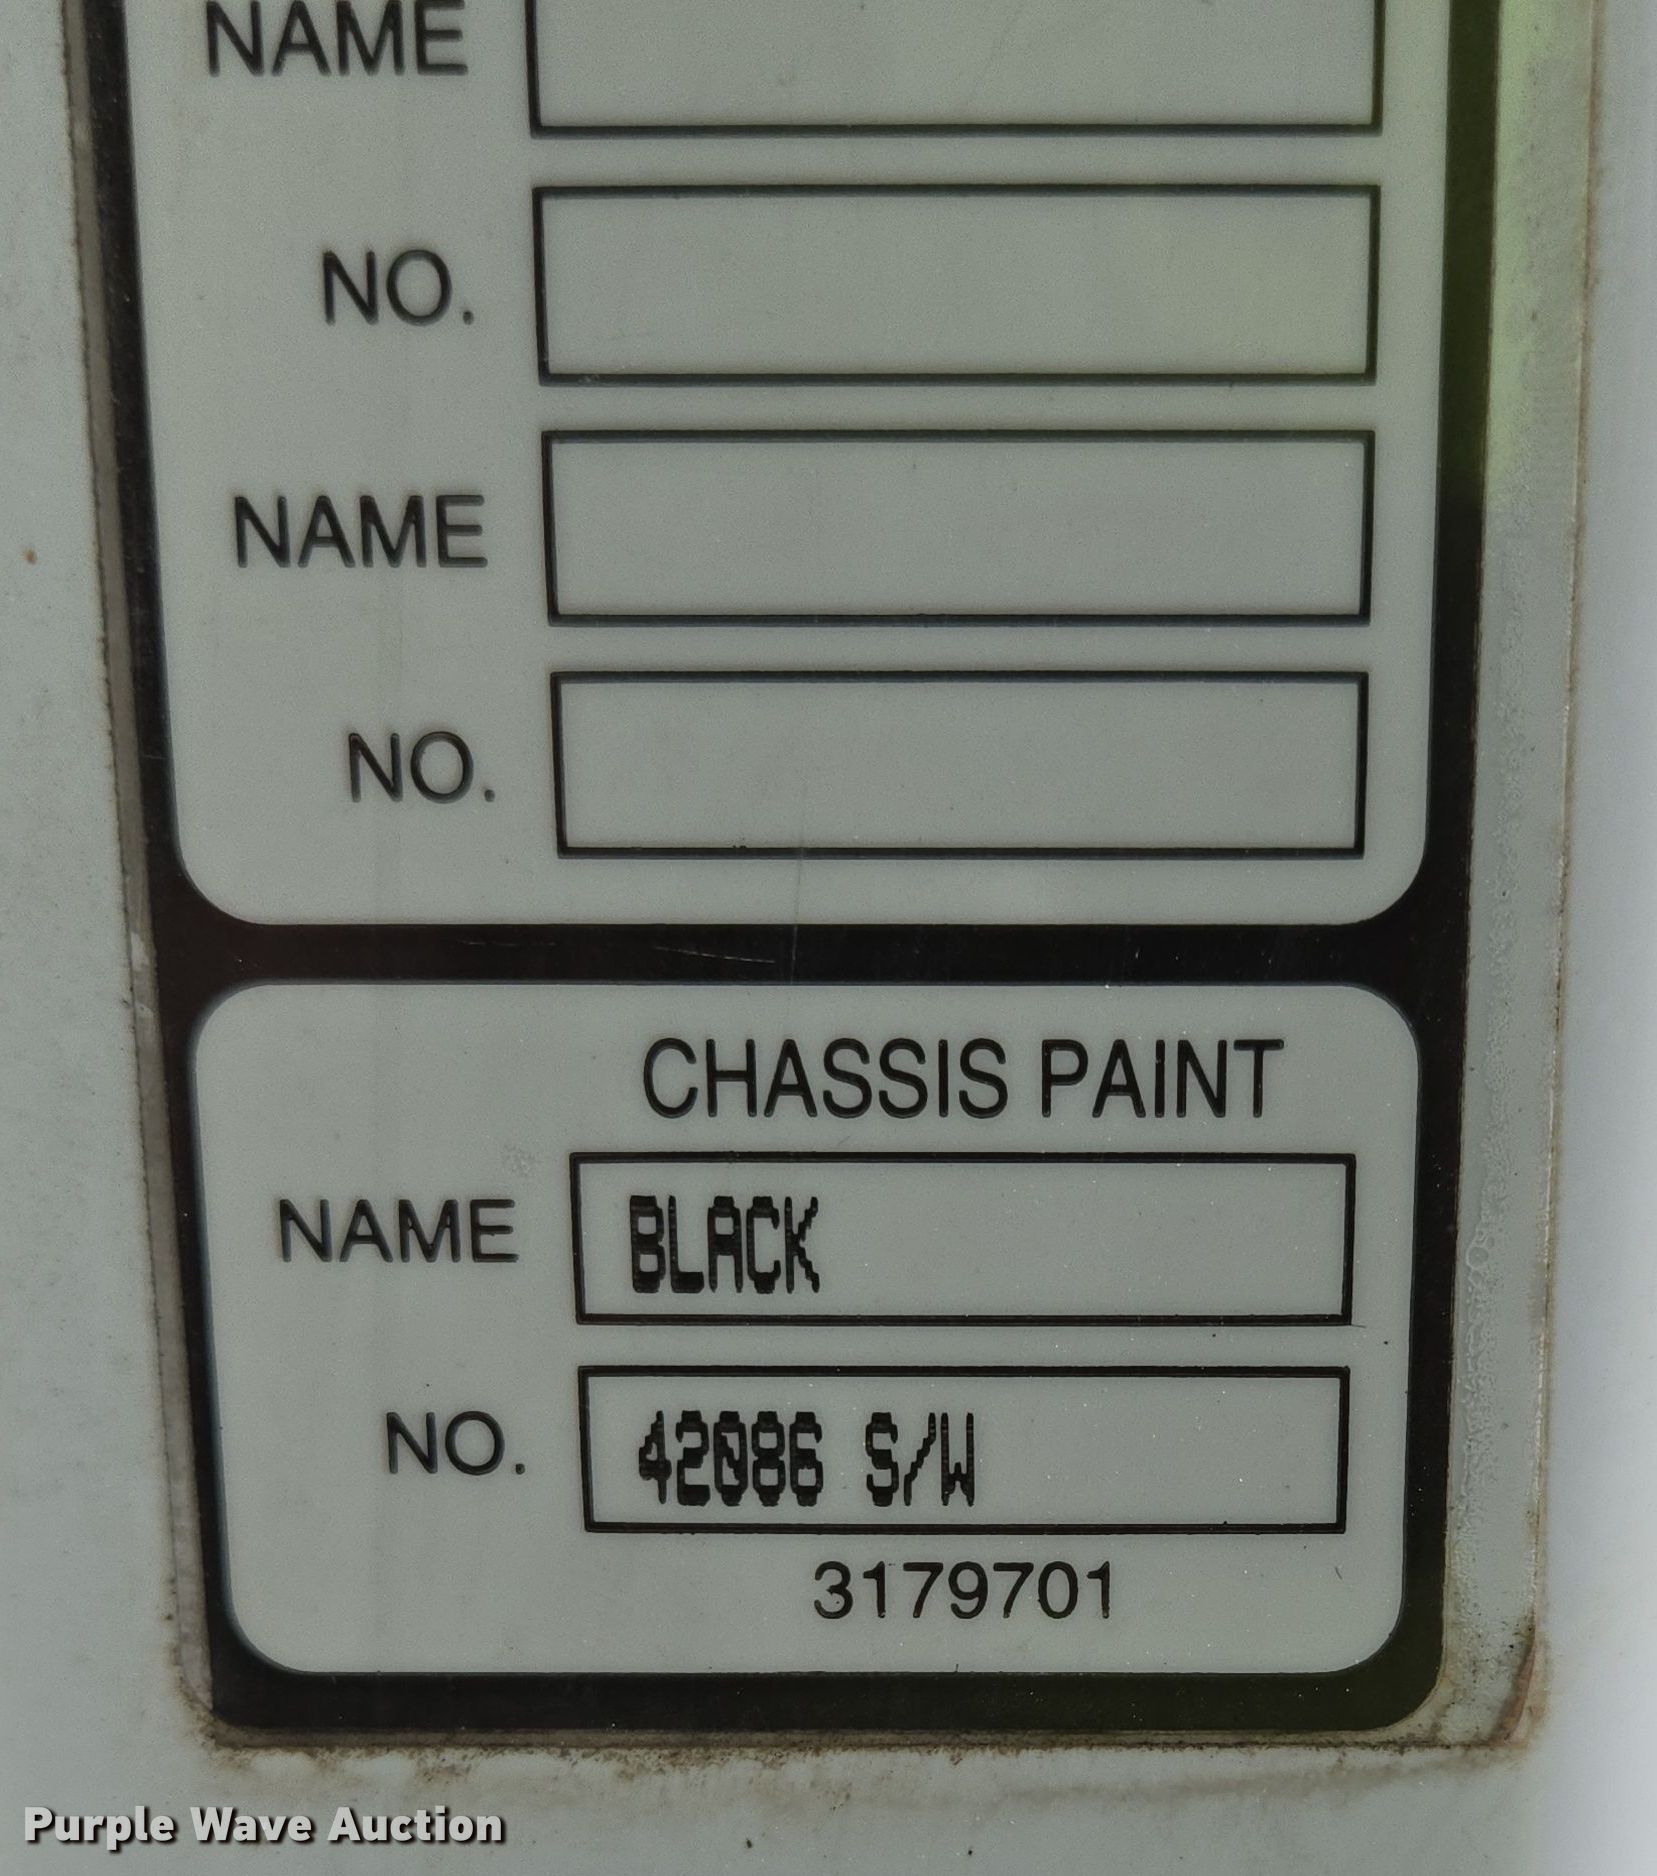 NAME
NO.
NAME
NO.
CHASSIS PAINT
NAME BLACK
NO. 42086 S/W
3179701
Purple Wave Auction